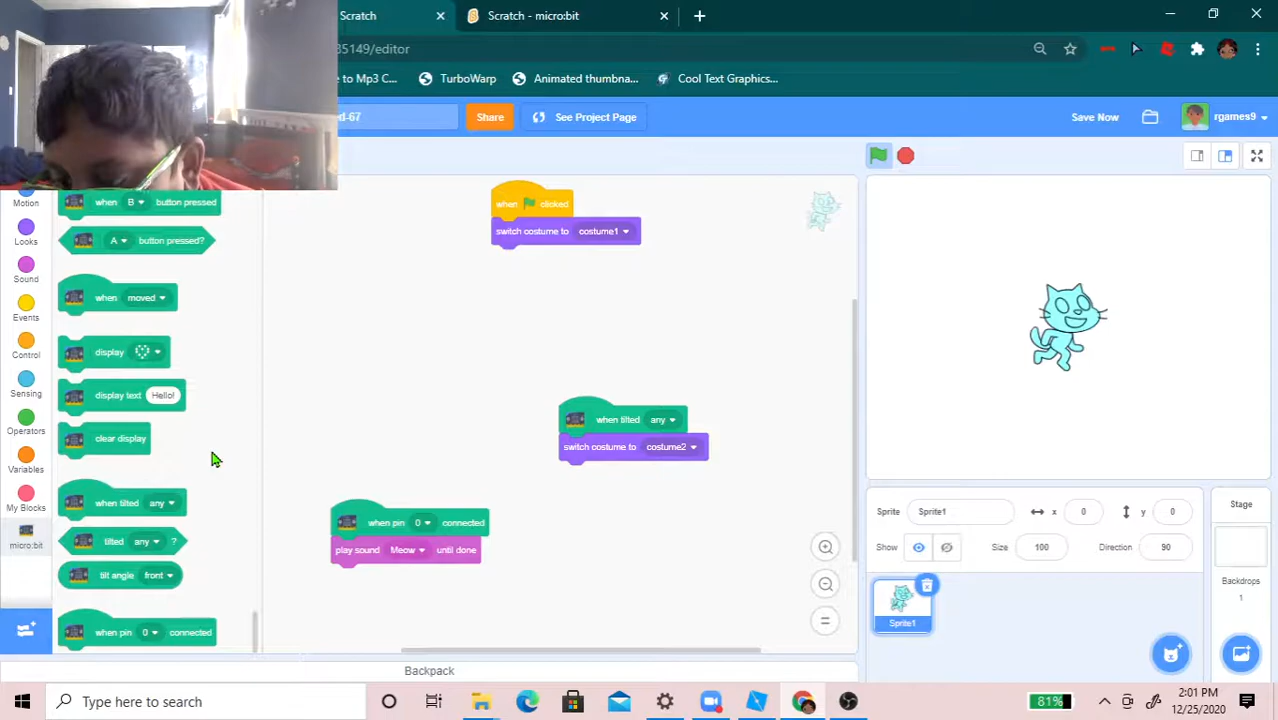 Scratch
Scratch - micro:bit
35149/editor
e to Mp3 C...
TurboWarp
Animated thumbna...
Cool Text Graphics...
ed-67
Share
See Project Page
Save Now
rgames9
Motion
Looks
Sound
Events
Control
Sensing
Operators
Variables
My Blocks
micro:bit
when B button pressed
A button pressed?
when moved
display
display text Hello!
clear display
when tilted any
tilted any ?
tilt angle front
when pin 0 connected
when clicked
switch costume to costume1
when tilted any
switch costume to costume2
when pin 0 connected
play sound Meow until done
Sprite Sprite1 x 0 y 0
Show Size 100 Direction 90
Sprite1
Stage
Backdrops
1
Backpack
Type here to search
81%
2:01 PM
12/25/2020